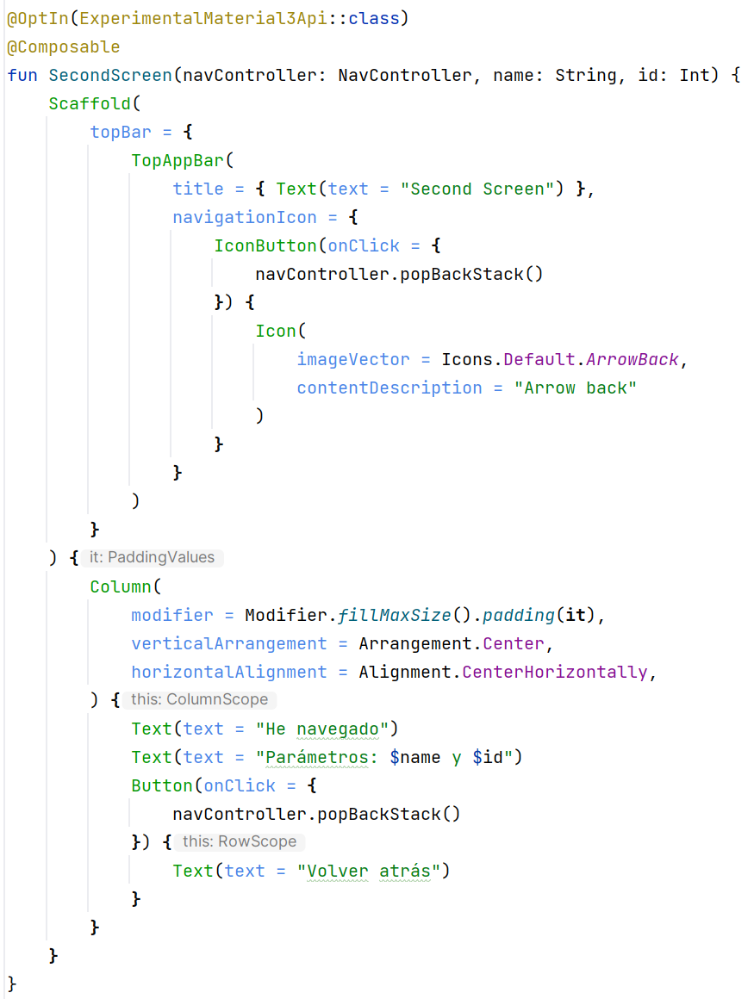 @OptIn(ExperimentalMaterial3Api::class)
@Composable
fun SecondScreen(navController: NavController, name: String, id: Int) {
    Scaffold(
        topBar = {
            TopAppBar(
                title = { Text(text = "Second Screen") },
                navigationIcon = {
                    IconButton(onClick = {
                        navController.popBackStack()
                    }) {
                        Icon(
                            imageVector = Icons.Default.ArrowBack,
                            contentDescription = "Arrow back"
                        )
                    }
                }
            )
        }
    ) { it: PaddingValues
        Column(
            modifier = Modifier.fillMaxSize().padding(it),
            verticalArrangement = Arrangement.Center,
            horizontalAlignment = Alignment.CenterHorizontally,
        ) { this: ColumnScope
            Text(text = "He navegado")
            Text(text = "Parámetros: $name y $id")
            Button(onClick = {
                navController.popBackStack()
            }) { this: RowScope
                Text(text = "Volver atrás")
            }
        }
    }
}